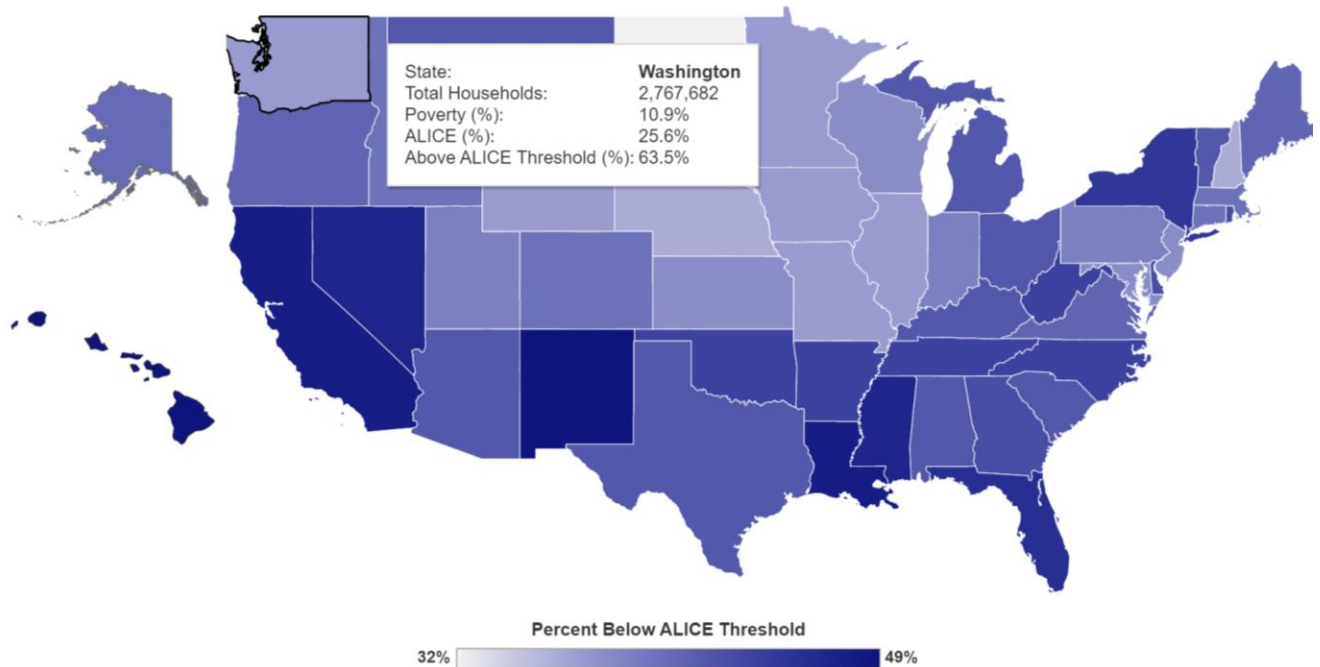 State: Washington
Total Households: 2,767,682
Poverty (%): 10.9%
ALICE (%): 25.6%
Above ALICE Threshold (%): 63.5%
Percent Below ALICE Threshold
32% 49%